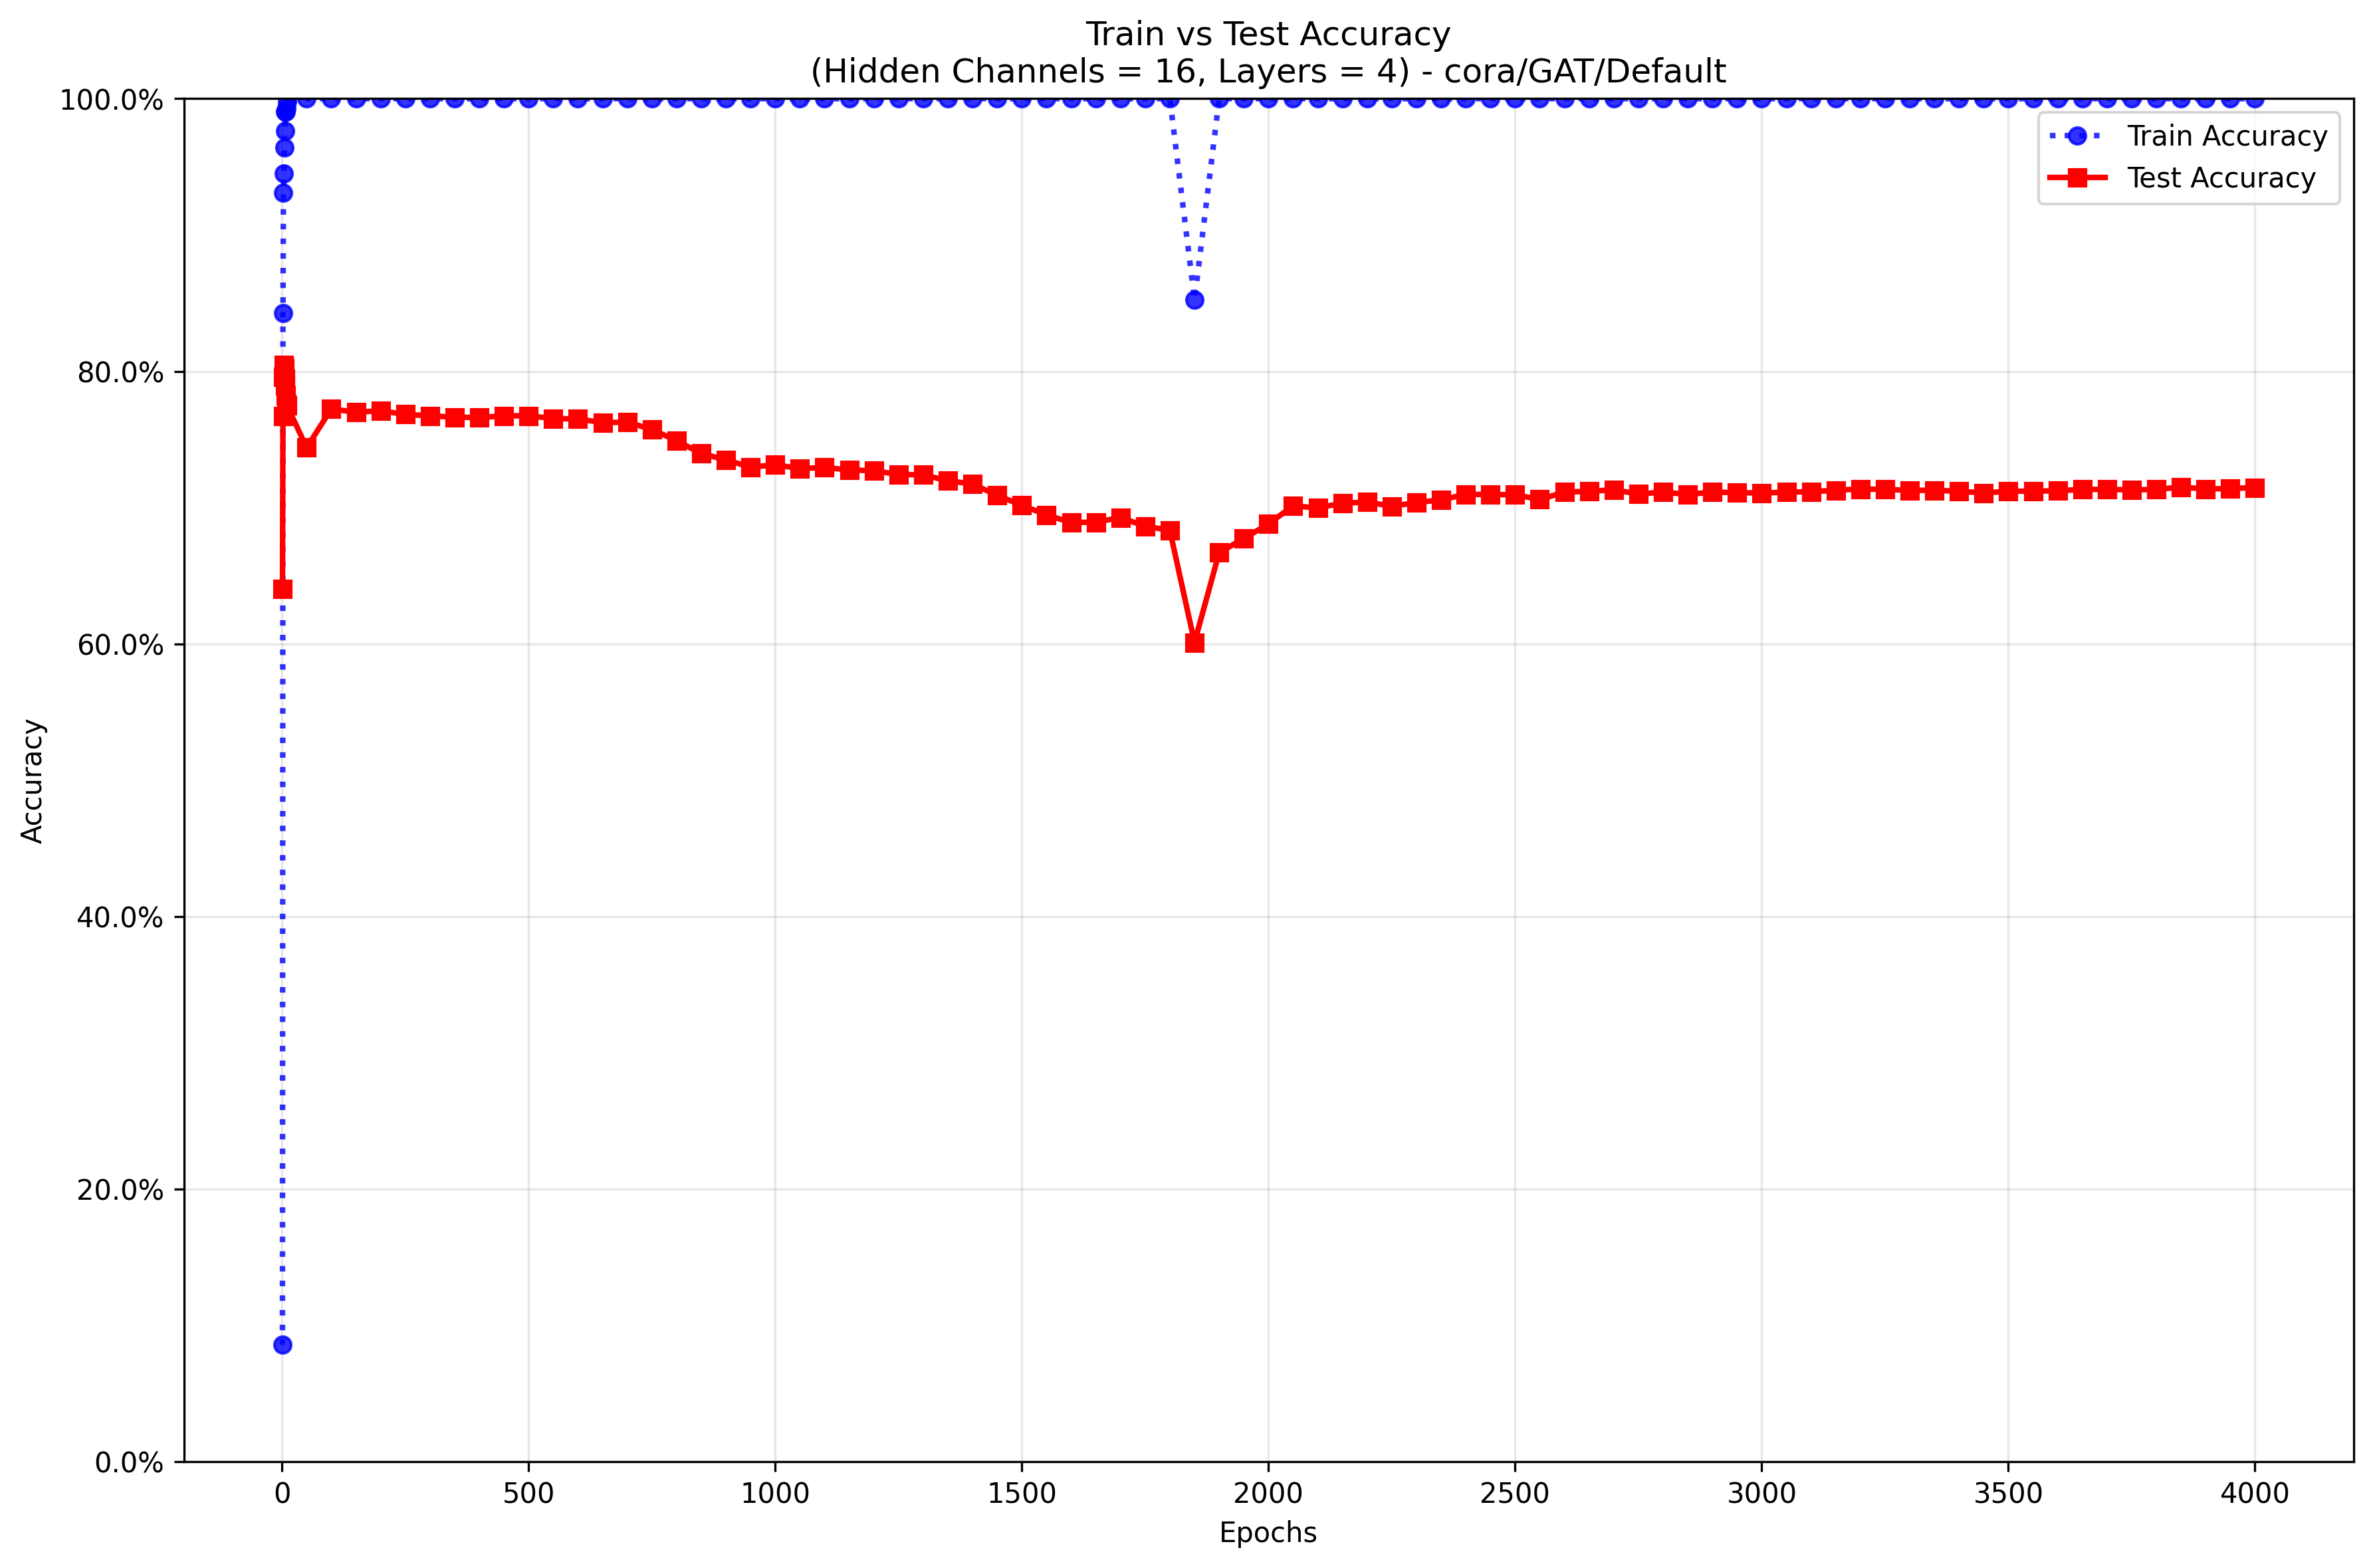 Train vs Test Accuracy
(Hidden Channels = 16, Layers = 4) - cora/GAT/Default
100.0%
80.0%
60.0%
40.0%
20.0%
0.0%
Accuracy
Train Accuracy
Test Accuracy
0 500 1000 1500 2000 2500 3000 3500 4000
Epochs